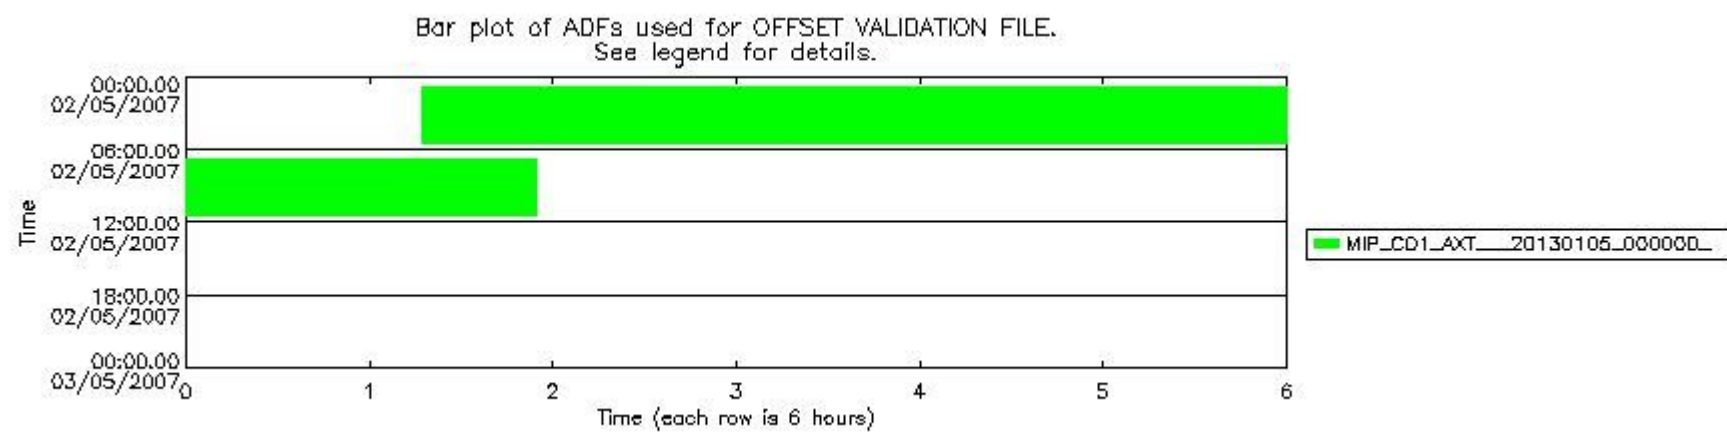 Bar plot of ADFs used for OFFSET VALIDATION FILE.
See legend for details.
00:00.00
02/05/2007
06:00.00
02/05/2007
12:00.00
02/05/2007
18:00.00
02/05/2007
00:00.00
03/05/2007
Time
0 1 2 3 4 5 6
Time (each row is 6 hours)
MIP_CO1_AXT___20130105_000000_